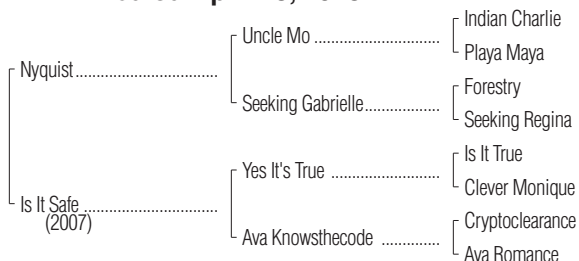 Indian Charlie
Uncle Mo
Playa Maya
Nyquist
Forestry
Seeking Gabrielle
Seeking Regina
Is It True
Yes It's True
Clever Monique
Is It Safe
(2007)
Cryptoclearance
Ava Knowsthecode
Ava Romance